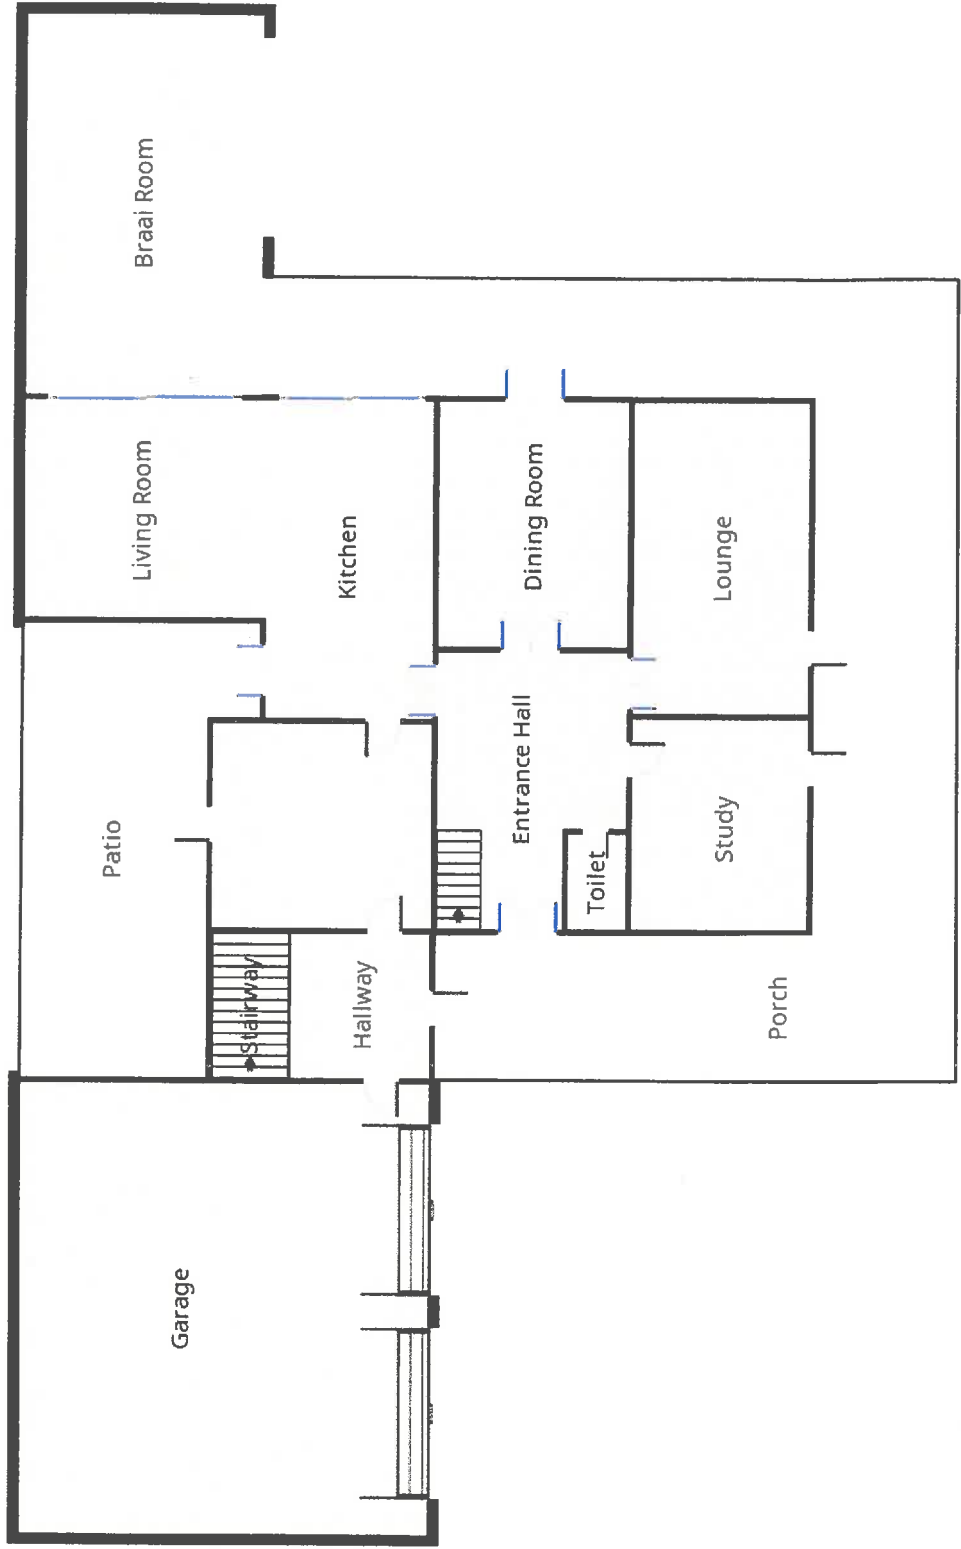 Braai Room
Living Room
Kitchen
Dining Room
Lounge
Patio
Entrance Hall
Study
Toilet
Stairway
Hallway
Porch
Garage